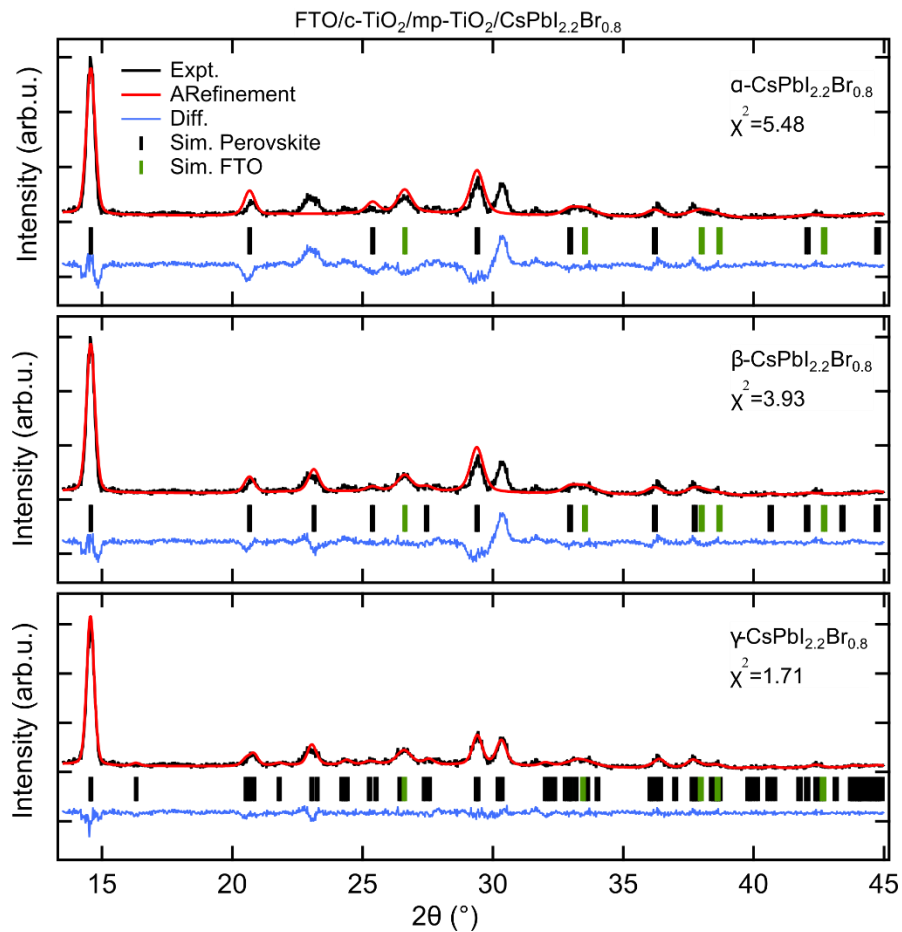 FTO/c-TiO₂/mp-TiO₂/CsPbI₂.₂Br₀.₈
Expt.
ARefinement
Diff.
Sim. Perovskite
Sim. FTO
α-CsPbI₂.₂Br₀.₈
χ²=5.48
Intensity (arb.u.)
β-CsPbI₂.₂Br₀.₈
χ²=3.93
Intensity (arb.u.)
γ-CsPbI₂.₂Br₀.₈
χ²=1.71
Intensity (arb.u.)
15 20 25 30 35 40 45
2θ (°)